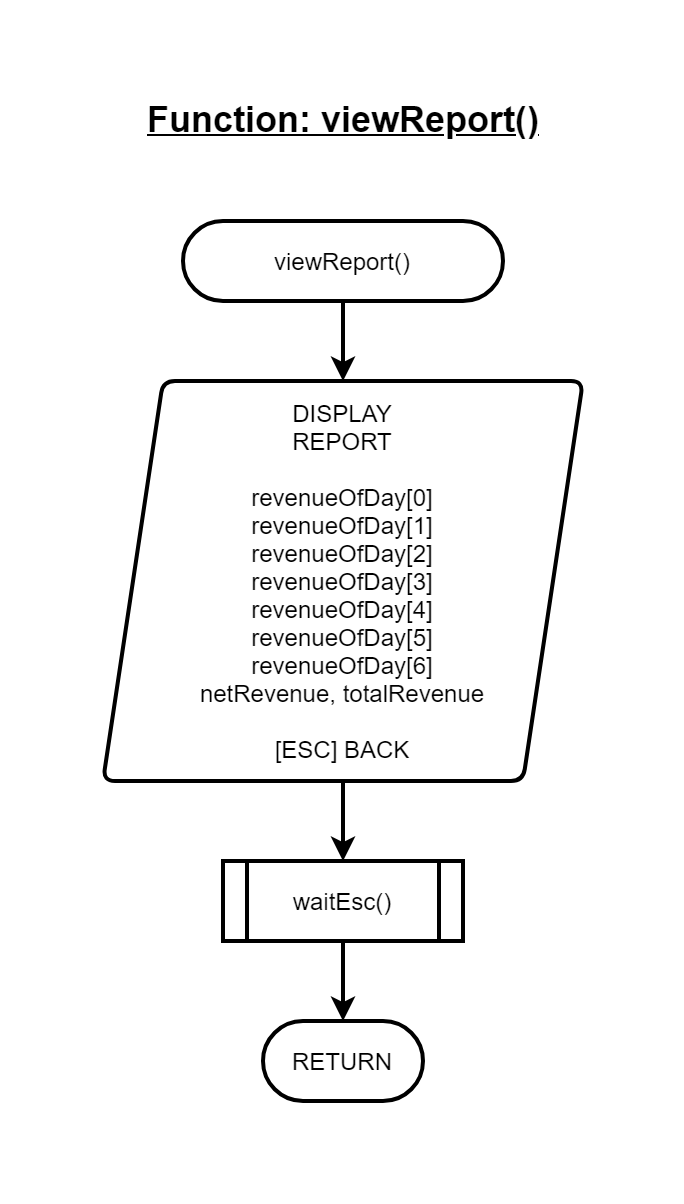 Function: viewReport()
viewReport()
DISPLAY
REPORT
revenueOfDay[0]
revenueOfDay[1]
revenueOfDay[2]
revenueOfDay[3]
revenueOfDay[4]
revenueOfDay[5]
revenueOfDay[6]
netRevenue, totalRevenue
[ESC] BACK
waitEsc()
RETURN